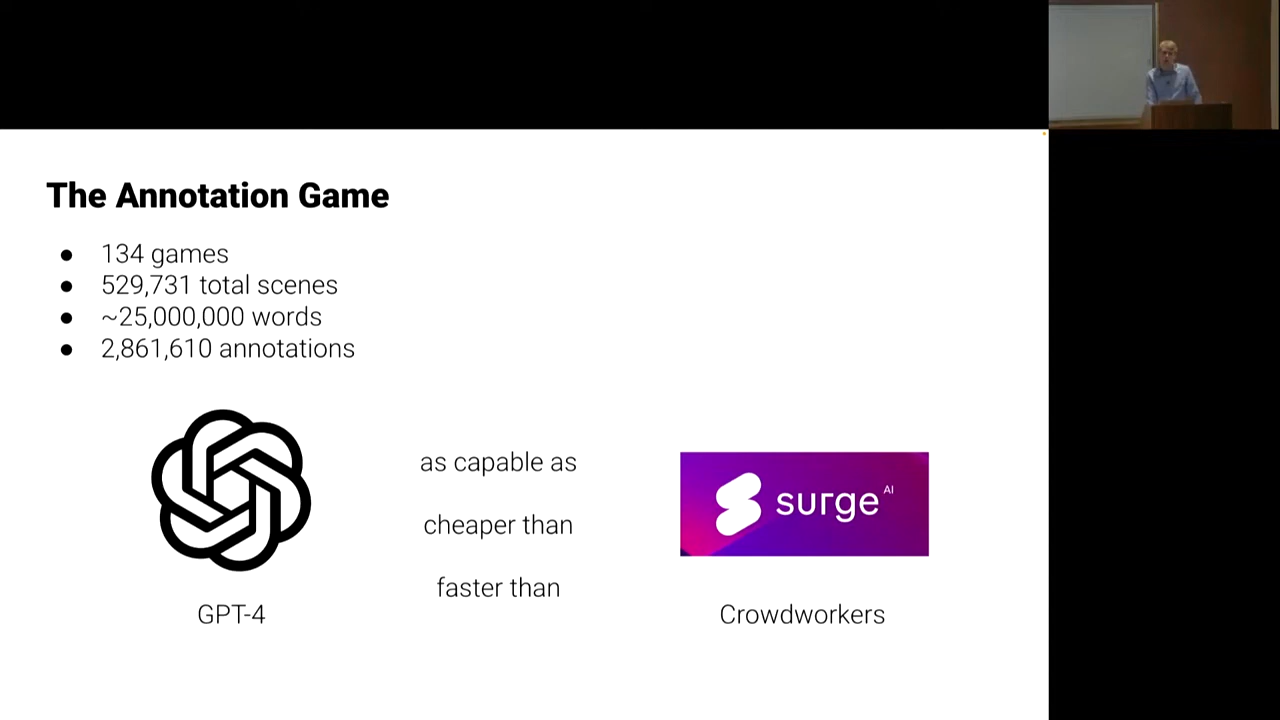 The Annotation Game
● 134 games
● 529,731 total scenes
● ~25,000,000 words
● 2,861,610 annotations
as capable as
cheaper than
faster than
surge AI
GPT-4
Crowdworkers